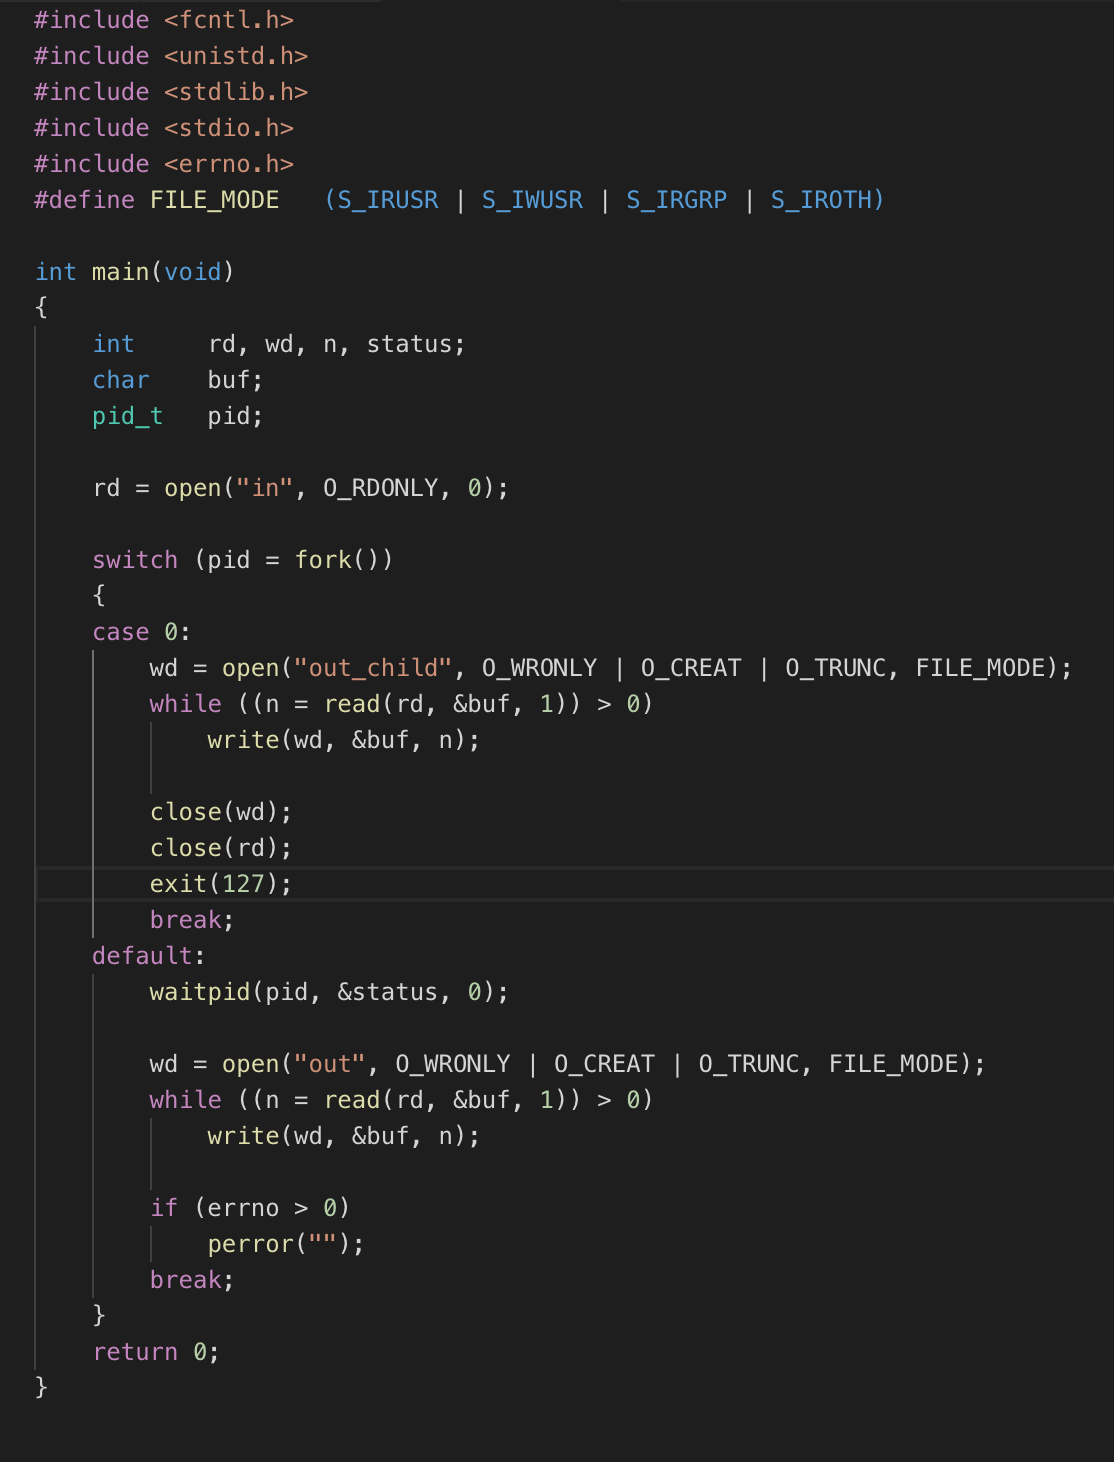 #include <fcntl.h>
#include <unistd.h>
#include <stdlib.h>
#include <stdio.h>
#include <errno.h>
#define FILE_MODE   (S_IRUSR | S_IWUSR | S_IRGRP | S_IROTH)

int main(void)
{
    int     rd, wd, n, status;
    char    buf;
    pid_t   pid;

    rd = open("in", O_RDONLY, 0);

    switch (pid = fork())
    {
    case 0:
        wd = open("out_child", O_WRONLY | O_CREAT | O_TRUNC, FILE_MODE);
        while ((n = read(rd, &buf, 1)) > 0)
            write(wd, &buf, n);

        close(wd);
        close(rd);
        exit(127);
        break;
    default:
        waitpid(pid, &status, 0);

        wd = open("out", O_WRONLY | O_CREAT | O_TRUNC, FILE_MODE);
        while ((n = read(rd, &buf, 1)) > 0)
            write(wd, &buf, n);

        if (errno > 0)
            perror("");
        break;
    }
    return 0;
}